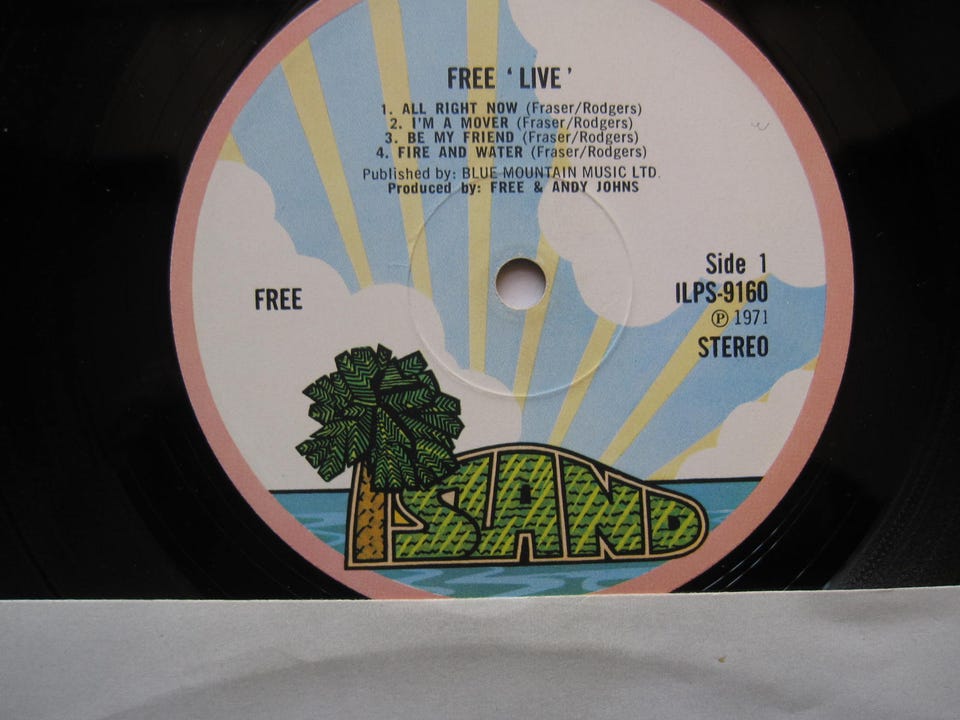 FREE ‘LIVE’
1. ALL RIGHT NOW (Fraser/Rodgers)
2. I'M A MOVER (Fraser/Rodgers)
3. BE MY FRIEND (Fraser/Rodgers)
4. FIRE AND WATER (Fraser/Rodgers)
Published by: BLUE MOUNTAIN MUSIC LTD.
Produced by: FREE & ANDY JOHNS
FREE
Side 1
ILPS-9160
Ⓟ 1971
STEREO
ISLAND